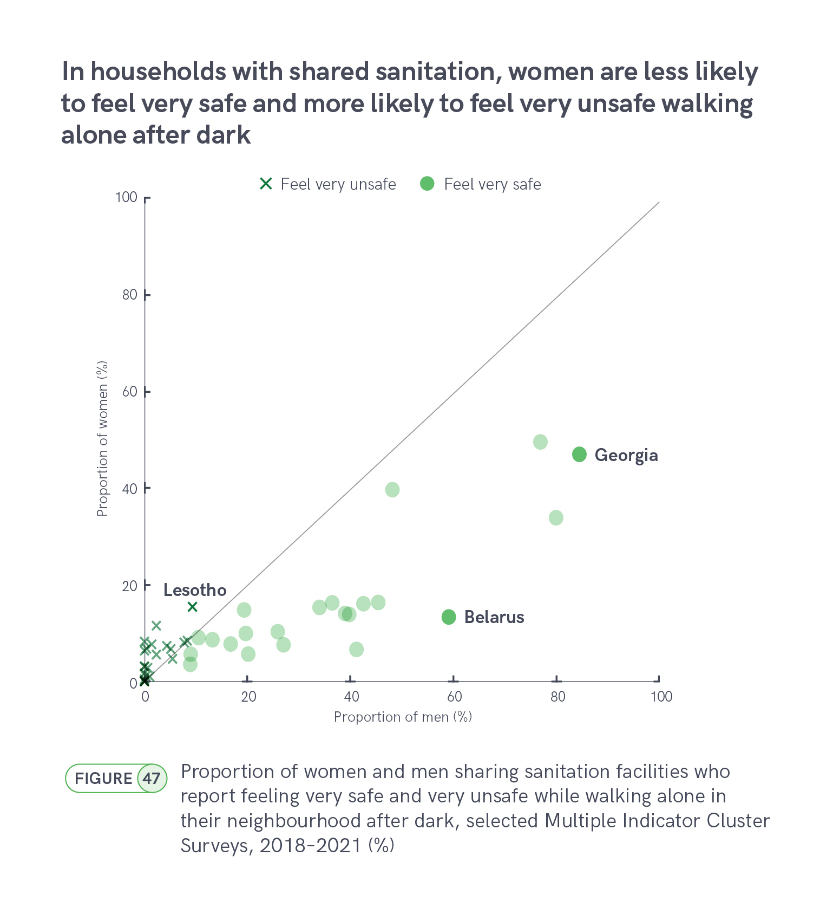 In households with shared sanitation, women are less likely
to feel very safe and more likely to feel very unsafe walking
alone after dark
Feel very unsafe
Feel very safe
100
80
60
40
20
0
Proportion of women (%)
Georgia
Lesotho
Belarus
0
20
40
60
80
100
Proportion of men (%)
FIGURE 47
Proportion of women and men sharing sanitation facilities who
report feeling very safe and very unsafe while walking alone in
their neighbourhood after dark, selected Multiple Indicator Cluster
Surveys, 2018–2021 (%)